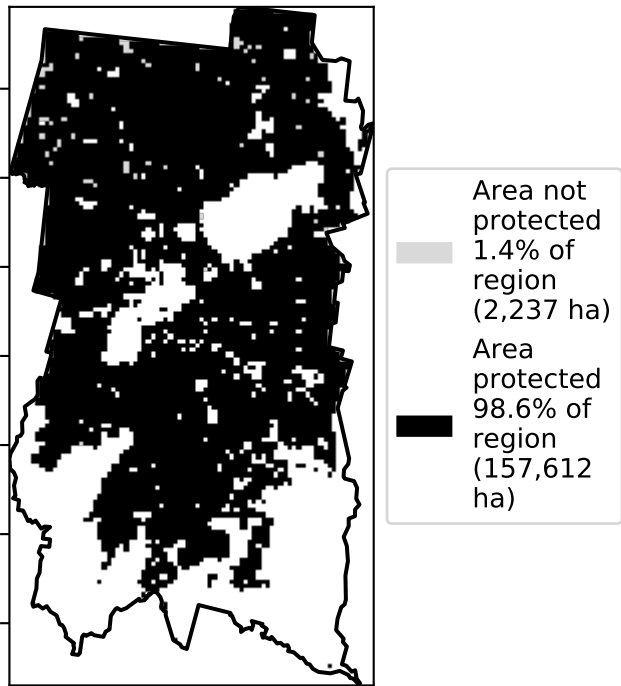 Area not
protected
1.4% of
region
(2,237 ha)
Area
protected
98.6% of
region
(157,612
ha)